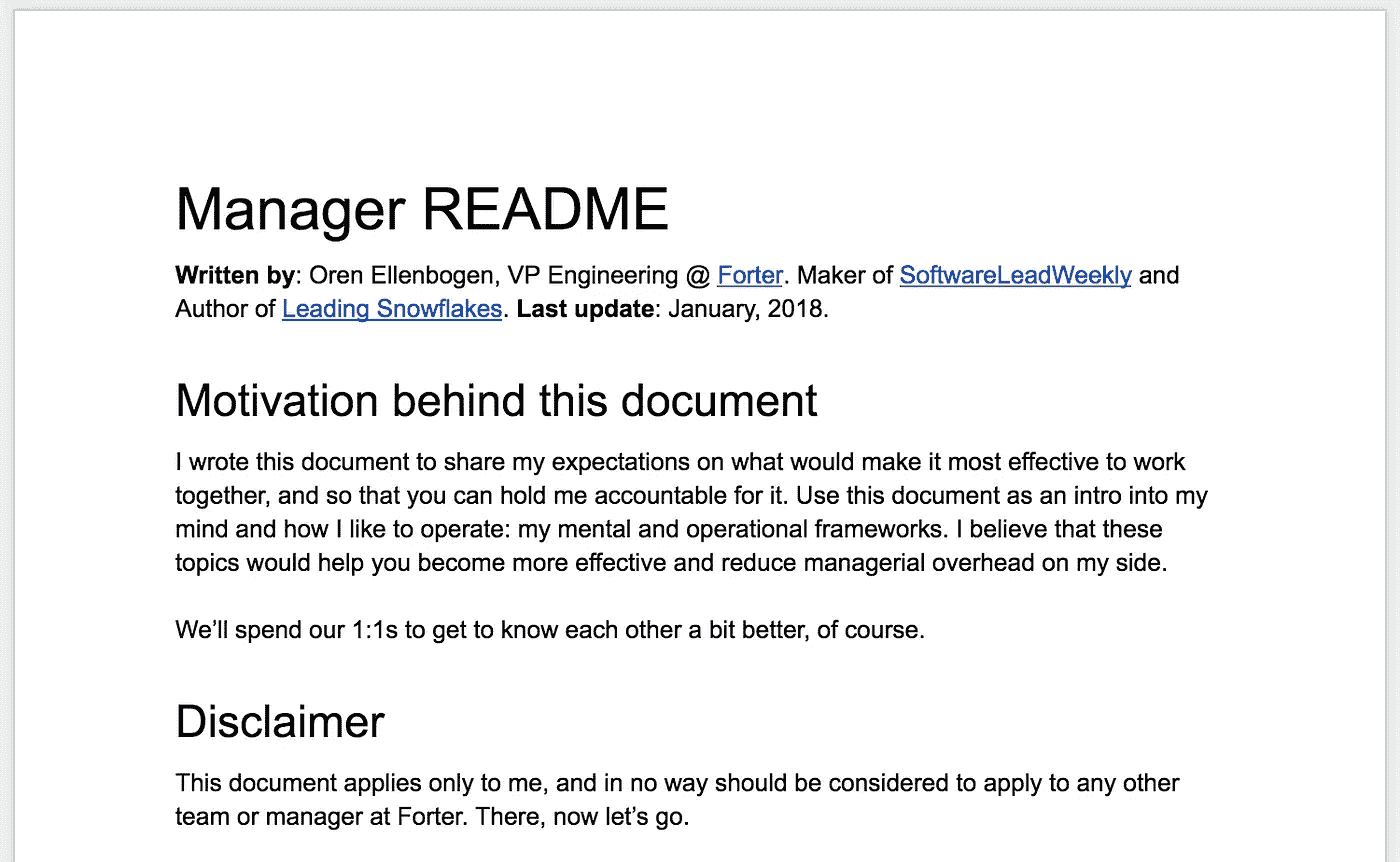 Manager README
Written by: Oren Ellenbogen, VP Engineering @ Forter. Maker of SoftwareLeadWeekly and
Author of Leading Snowflakes. Last update: January, 2018.
Motivation behind this document
I wrote this document to share my expectations on what would make it most effective to work
together, and so that you can hold me accountable for it. Use this document as an intro into my
mind and how I like to operate: my mental and operational frameworks. I believe that these
topics would help you become more effective and reduce managerial overhead on my side.
We’ll spend our 1:1s to get to know each other a bit better, of course.
Disclaimer
This document applies only to me, and in no way should be considered to apply to any other
team or manager at Forter. There, now let’s go.